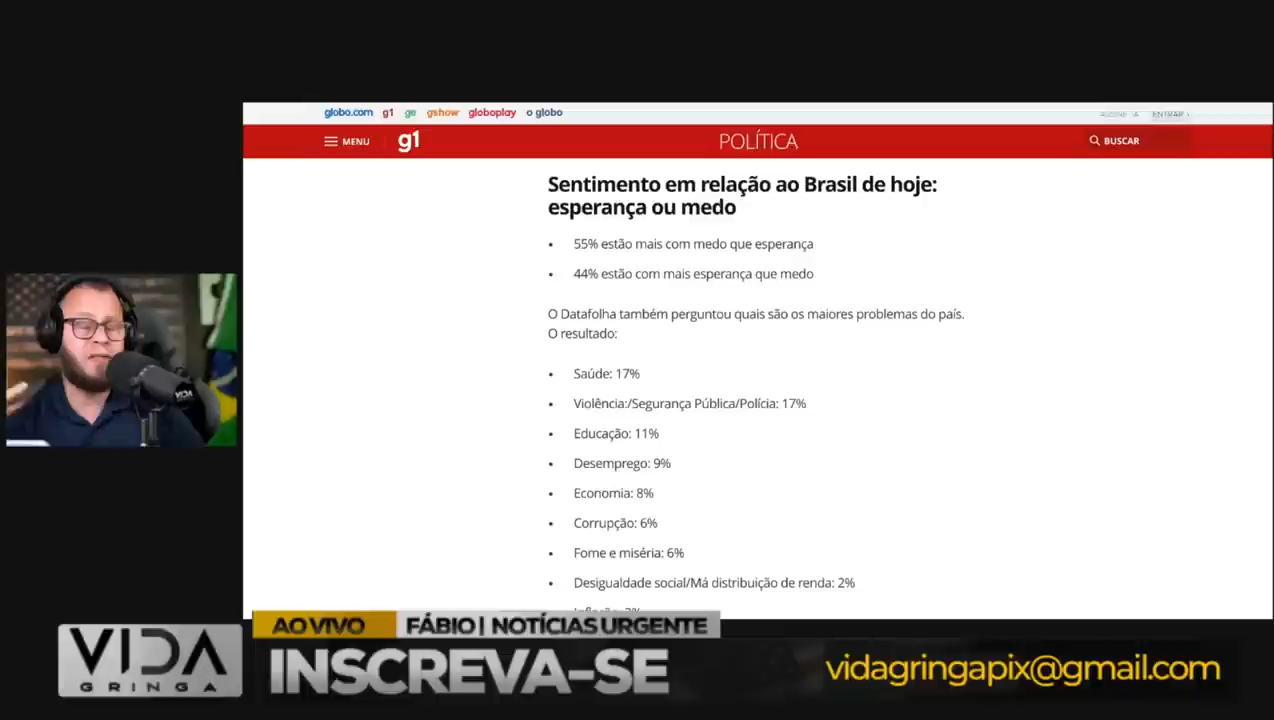 globo.com g1 ge gshow globoplay o globo
ENTRAR ›
MENU g1 POLÍTICA BUSCAR
Sentimento em relação ao Brasil de hoje:
esperança ou medo
• 55% estão mais com medo que esperança
• 44% estão com mais esperança que medo
O Datafolha também perguntou quais são os maiores problemas do país.
O resultado:
• Saúde: 17%
• Violência:/Segurança Pública/Polícia: 17%
• Educação: 11%
• Desemprego: 9%
• Economia: 8%
• Corrupção: 6%
• Fome e miséria: 6%
• Desigualdade social/Má distribuição de renda: 2%
VIDA
AO VIVO FÁBIO | NOTÍCIAS URGENTE
VIDA
GRINGA
INSCREVA-SE
vidagringapix@gmail.com